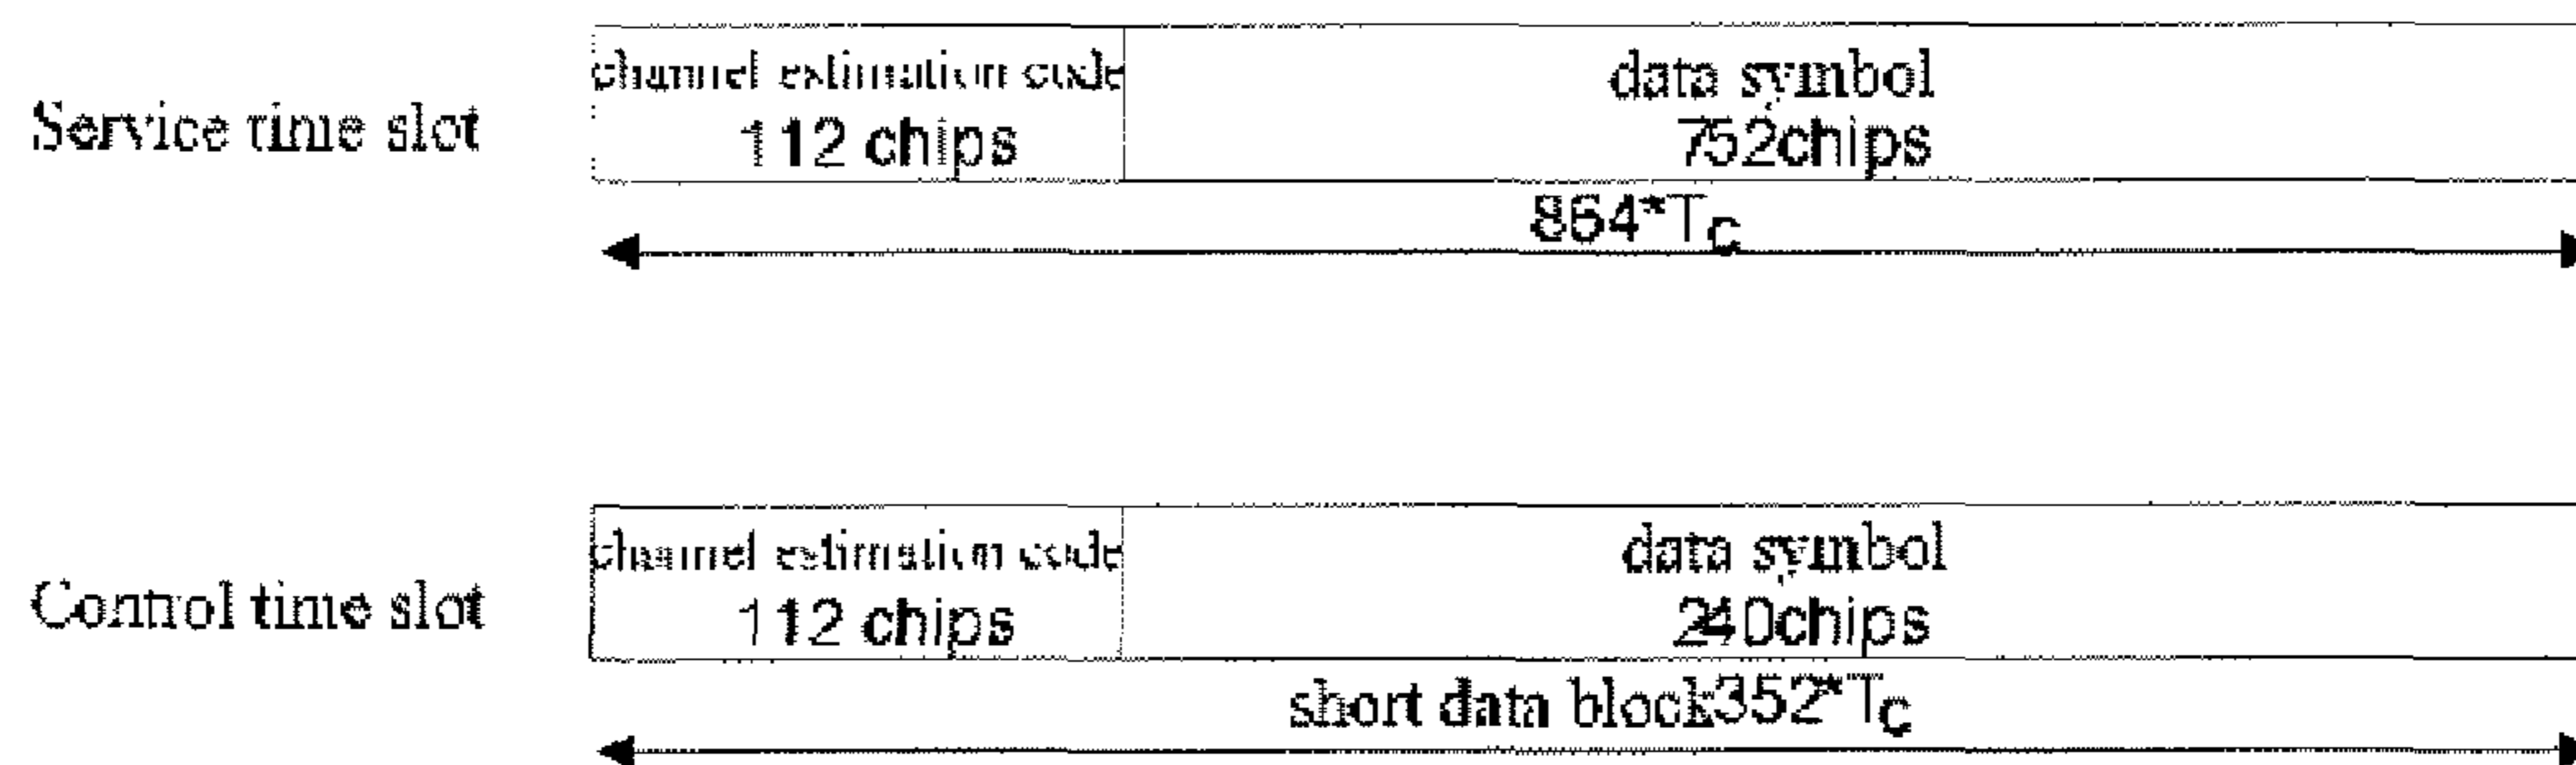 channel estimation code
data symbol
Service time slot
112 chips
752chips
864*Tc
channel estimation code
data symbol
Control time slot
112 chips
240chips
short data block352*Tc